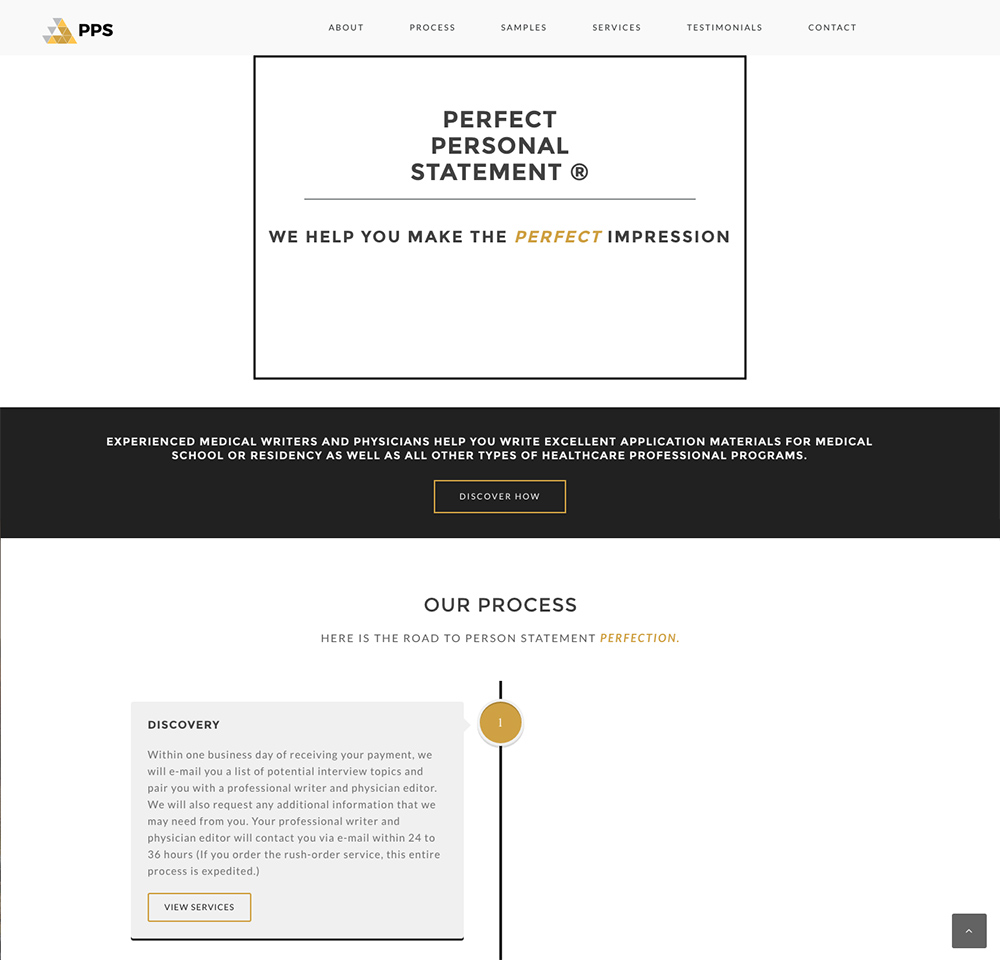 PPS
ABOUT PROCESS SAMPLES SERVICES TESTIMONIALS CONTACT
PERFECT
PERSONAL
STATEMENT ®
WE HELP YOU MAKE THE PERFECT IMPRESSION
EXPERIENCED MEDICAL WRITERS AND PHYSICIANS HELP YOU WRITE EXCELLENT APPLICATION MATERIALS FOR MEDICAL
SCHOOL OR RESIDENCY AS WELL AS ALL OTHER TYPES OF HEALTHCARE PROFESSIONAL PROGRAMS.
DISCOVER HOW
OUR PROCESS
HERE IS THE ROAD TO PERSON STATEMENT PERFECTION.
1
DISCOVERY
Within one business day of receiving your payment, we
will e-mail you a list of potential interview topics and
pair you with a professional writer and physician editor.
We will also request any additional information that we
may need from you. Your professional writer and
physician editor will contact you via e-mail within 24 to
36 hours (If you order the rush-order service, this entire
process is expedited.)
VIEW SERVICES